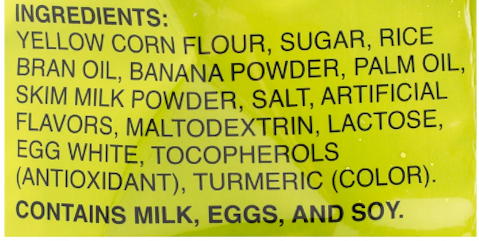 INGREDIENTS:
YELLOW CORN FLOUR, SUGAR, RICE
BRAN OIL, BANANA POWDER, PALM OIL,
SKIM MILK POWDER, SALT, ARTIFICIAL
FLAVORS, MALTODEXTRIN, LACTOSE,
EGG WHITE, TOCOPHEROLS
(ANTIOXIDANT), TURMERIC (COLOR).
CONTAINS MILK, EGGS, AND SOY.